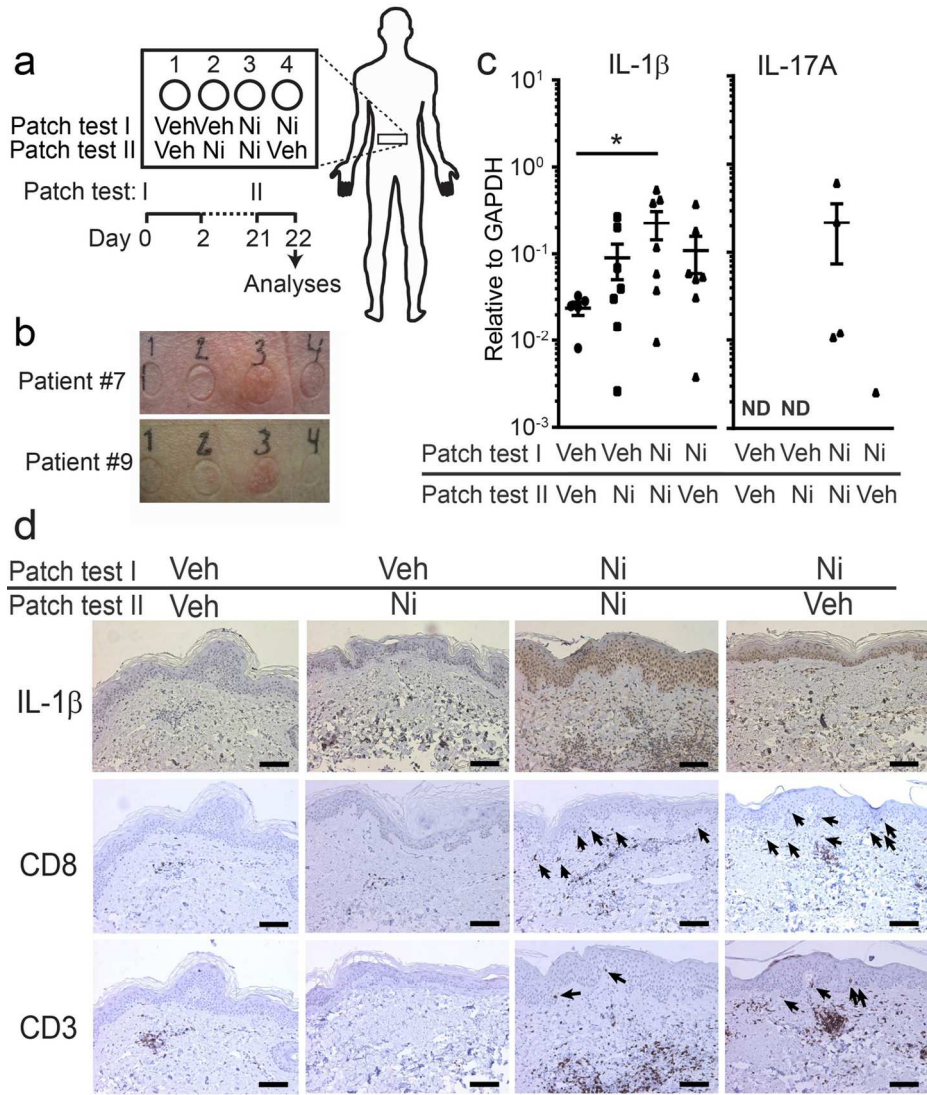 a
1 2 3 4
Patch test I Veh Veh Ni Ni
Patch test II Veh Ni Ni Veh
Patch test: I II
Day 0 2 21 22
Analyses
b
1 2 3 4
Patient #7
1 2 3 4
Patient #9
c
IL-1β IL-17A
Relative to GAPDH
10¹
10⁰
10⁻¹
10⁻²
10⁻³
*
ND ND
Patch test I Veh Veh Ni Ni Veh Veh Ni Ni
Patch test II Veh Ni Ni Veh Veh Ni Ni Veh
d
Patch test I Veh Veh Ni Ni
Patch test II Veh Ni Ni Veh
IL-1β
CD8
CD3